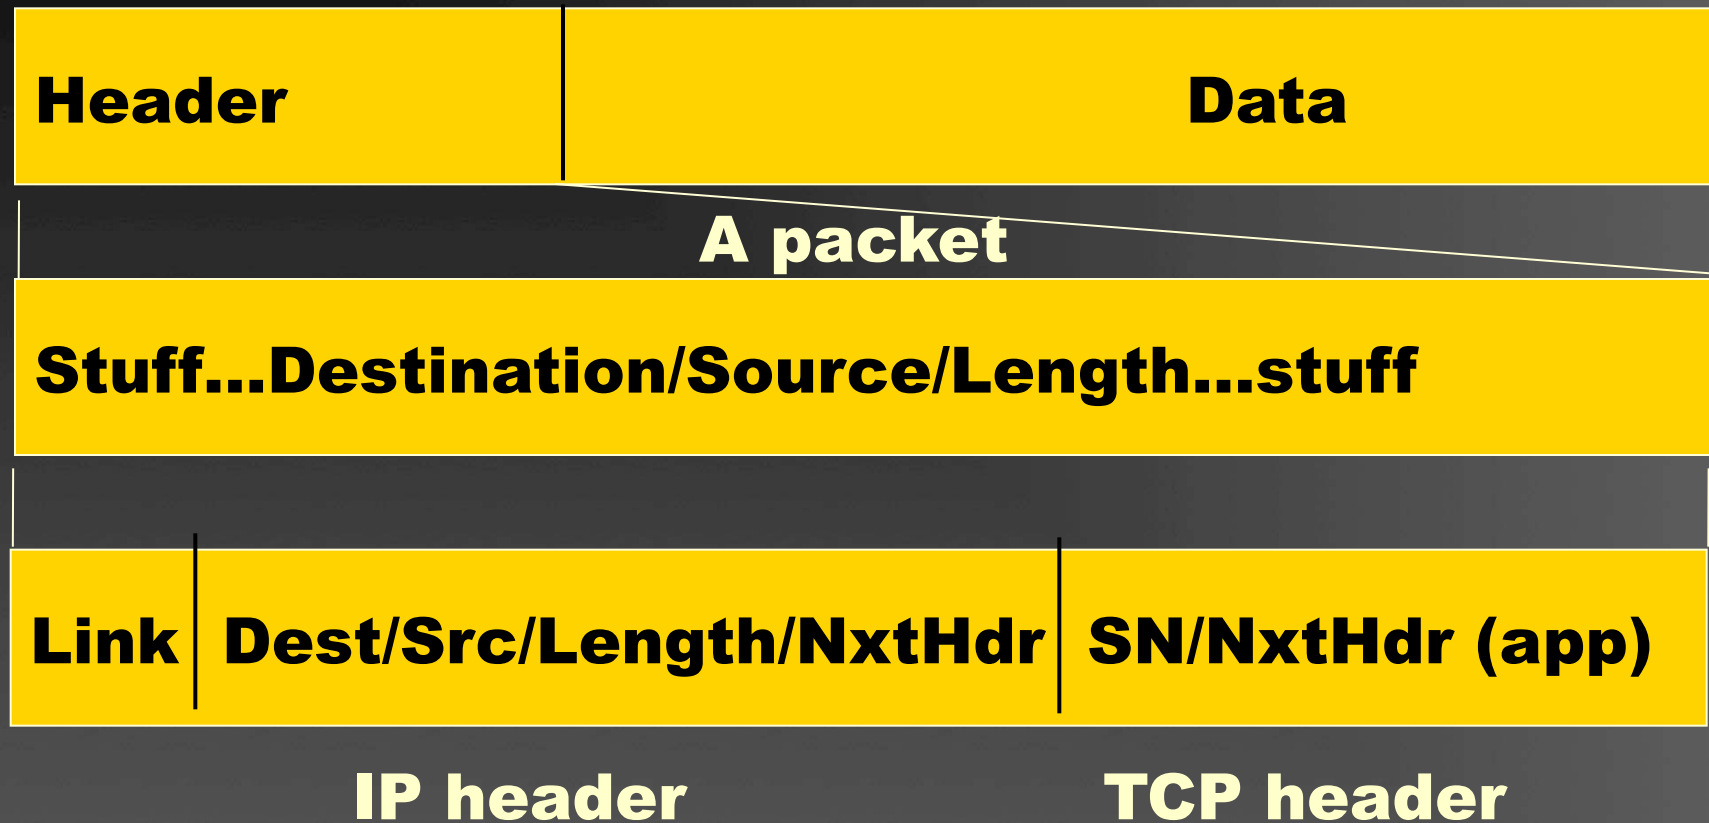 Header Data
A packet
Stuff...Destination/Source/Length...stuff
Link Dest/Src/Length/NxtHdr SN/NxtHdr (app)
IP header TCP header